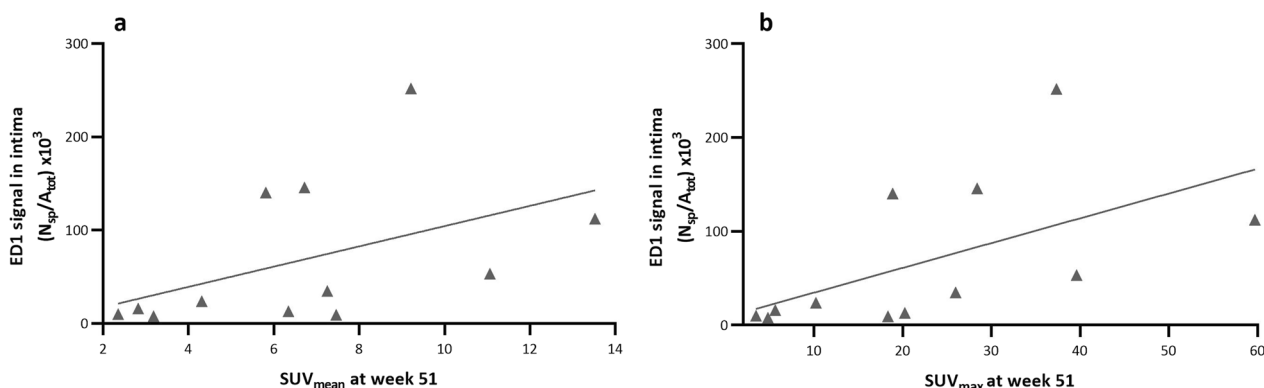 a
ED1 signal in intima
(Nsp/Atot) x10³
300
200
100
0
2
4
6
8
10
12
14
SUVmean at week 51
b
ED1 signal in intima
(Nsp/Atot) x10³
300
200
100
0
10
20
30
40
50
60
SUVmax at week 51